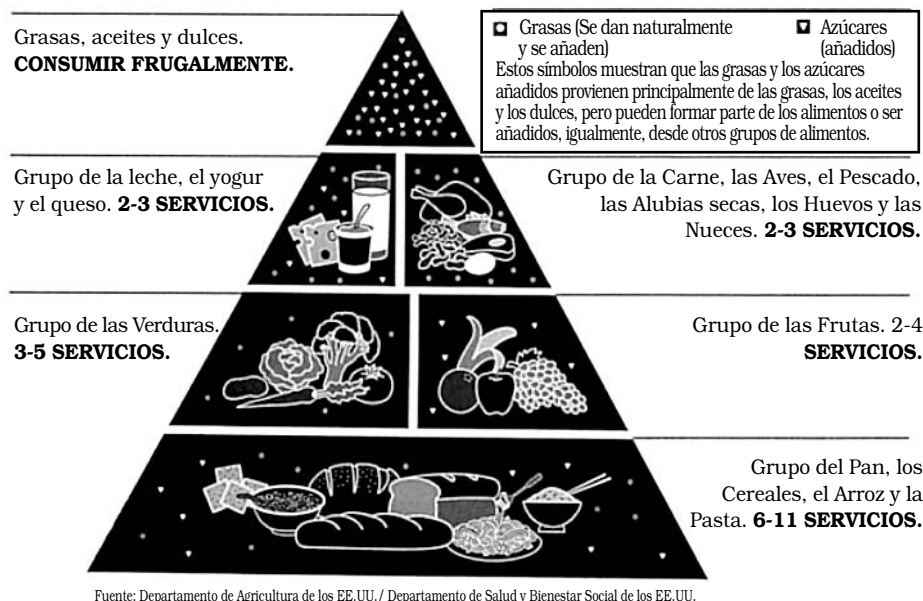 Grasas, aceites y dulces.
CONSUMIR FRUGALMENTE.
Grasas (Se dan naturalmente
y se añaden)
Azúcares
(añadidos)
Estos símbolos muestran que las grasas y los azúcares
añadidos provienen principalmente de las grasas, los aceites
y los dulces, pero pueden formar parte de los alimentos o ser
añadidos, igualmente, desde otros grupos de alimentos.
Grupo de la leche, el yogur
y el queso. 2-3 SERVICIOS.
Grupo de la Carne, las Aves, el Pescado,
las Alubias secas, los Huevos y las
Nueces. 2-3 SERVICIOS.
Grupo de las Verduras.
3-5 SERVICIOS.
Grupo de las Frutas. 2-4
SERVICIOS.
Grupo del Pan, los
Cereales, el Arroz y la
Pasta. 6-11 SERVICIOS.
Fuente: Departamento de Agricultura de los EE.UU. / Departamento de Salud y Bienestar Social de los EE.UU.